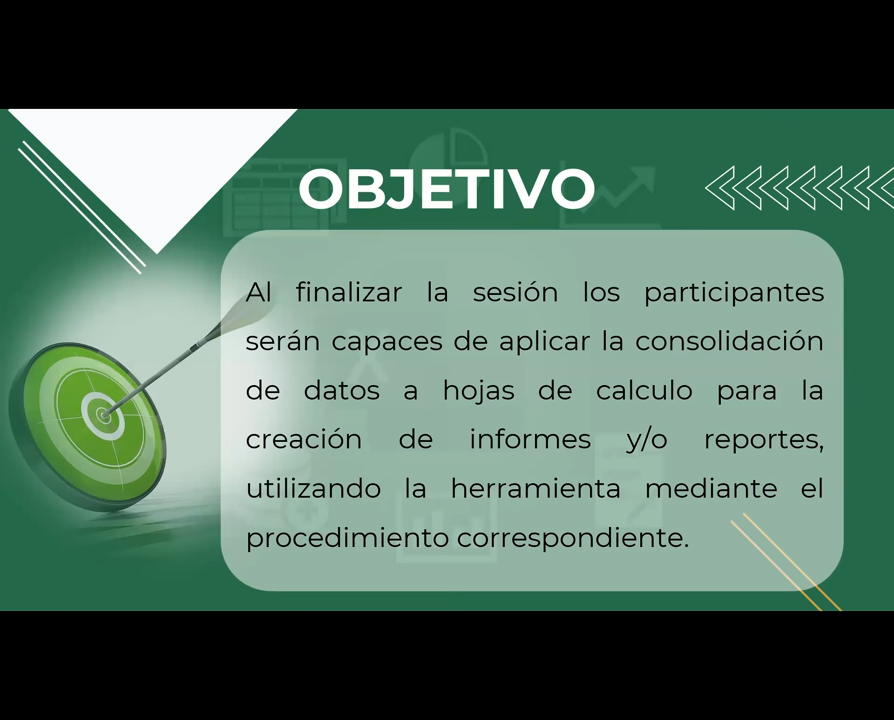 OBJETIVO
Al finalizar la sesión los participantes
serán capaces de aplicar la consolidación
de datos a hojas de calculo para la
creación de informes y/o reportes,
utilizando la herramienta mediante el
procedimiento correspondiente.